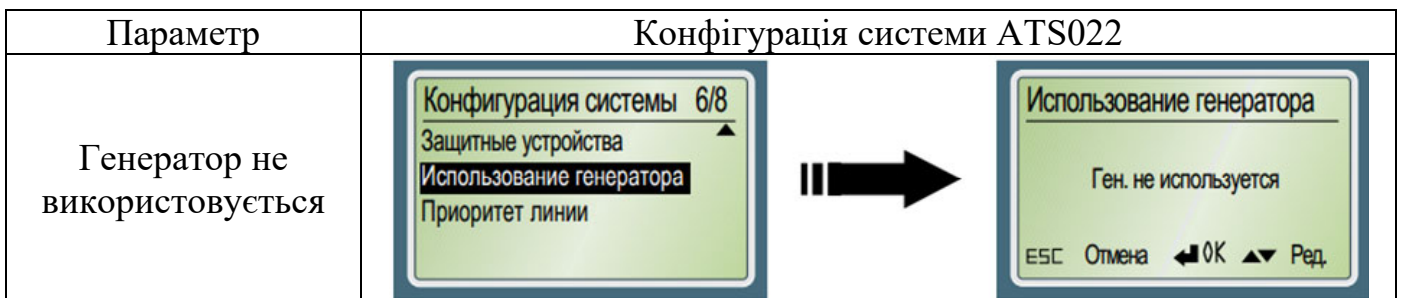 Параметр
Конфігурація системи ATS022
Генератор не
використовується
Конфигурация системы 6/8
Защитные устройства
Использование генератора
Приоритет линии
Использование генератора
Ген. не используется
ESC Отмена OK Ред.